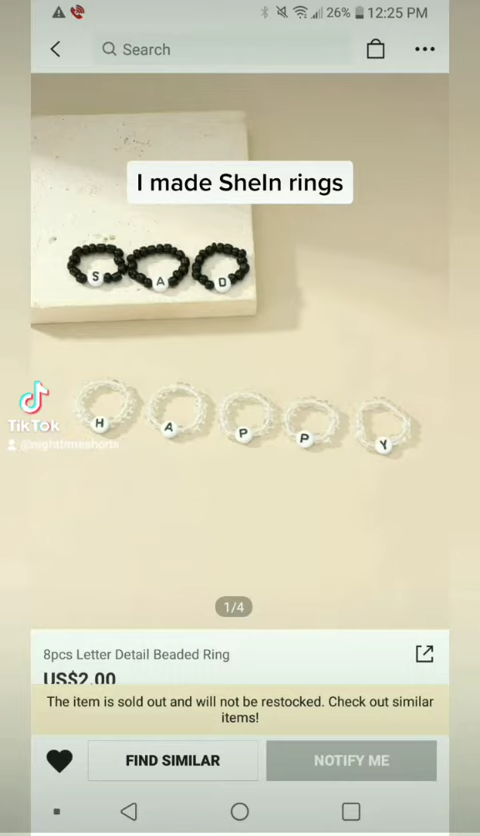 26% 12:25 PM
Search
I made SheIn rings
S A D
H A P P Y
TikTok
1/4
8pcs Letter Detail Beaded Ring
US$2.00
The item is sold out and will not be restocked. Check out similar
items!
FIND SIMILAR
NOTIFY ME